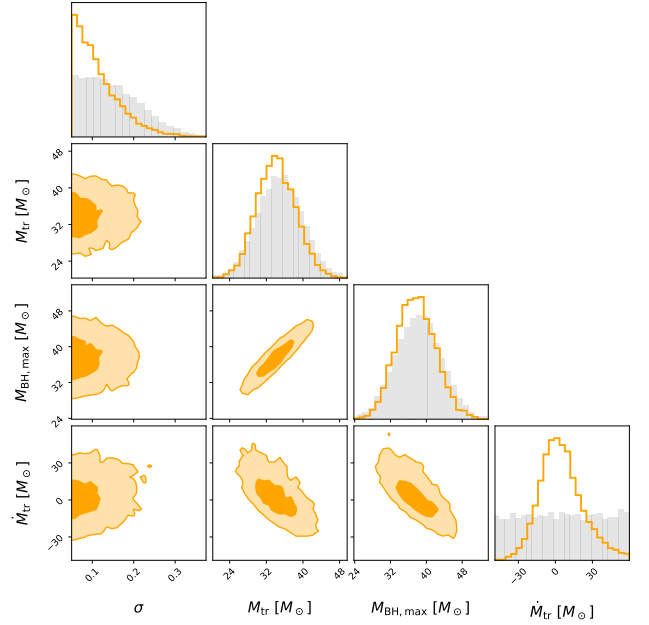 48
40
32
24
M_tr [M_⊙]
48
40
32
24
M_BH,max [M_⊙]
30
0
−30
Ṁ_tr [M_⊙]
0.1 0.2 0.3
24 32 40 48
24 32 40 48
−30 0 30
σ M_tr [M_⊙] M_BH,max [M_⊙] Ṁ_tr [M_⊙]